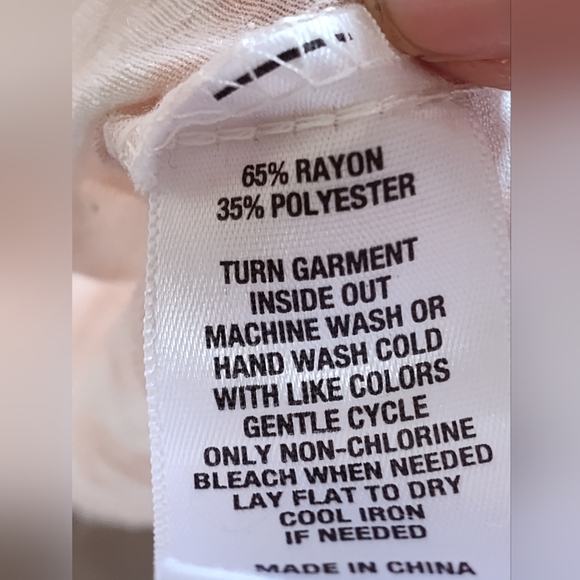 65% RAYON
35% POLYESTER
TURN GARMENT
INSIDE OUT
MACHINE WASH OR
HAND WASH COLD
WITH LIKE COLORS
GENTLE CYCLE
ONLY NON-CHLORINE
BLEACH WHEN NEEDED
LAY FLAT TO DRY
COOL IRON
IF NEEDED
MADE IN CHINA